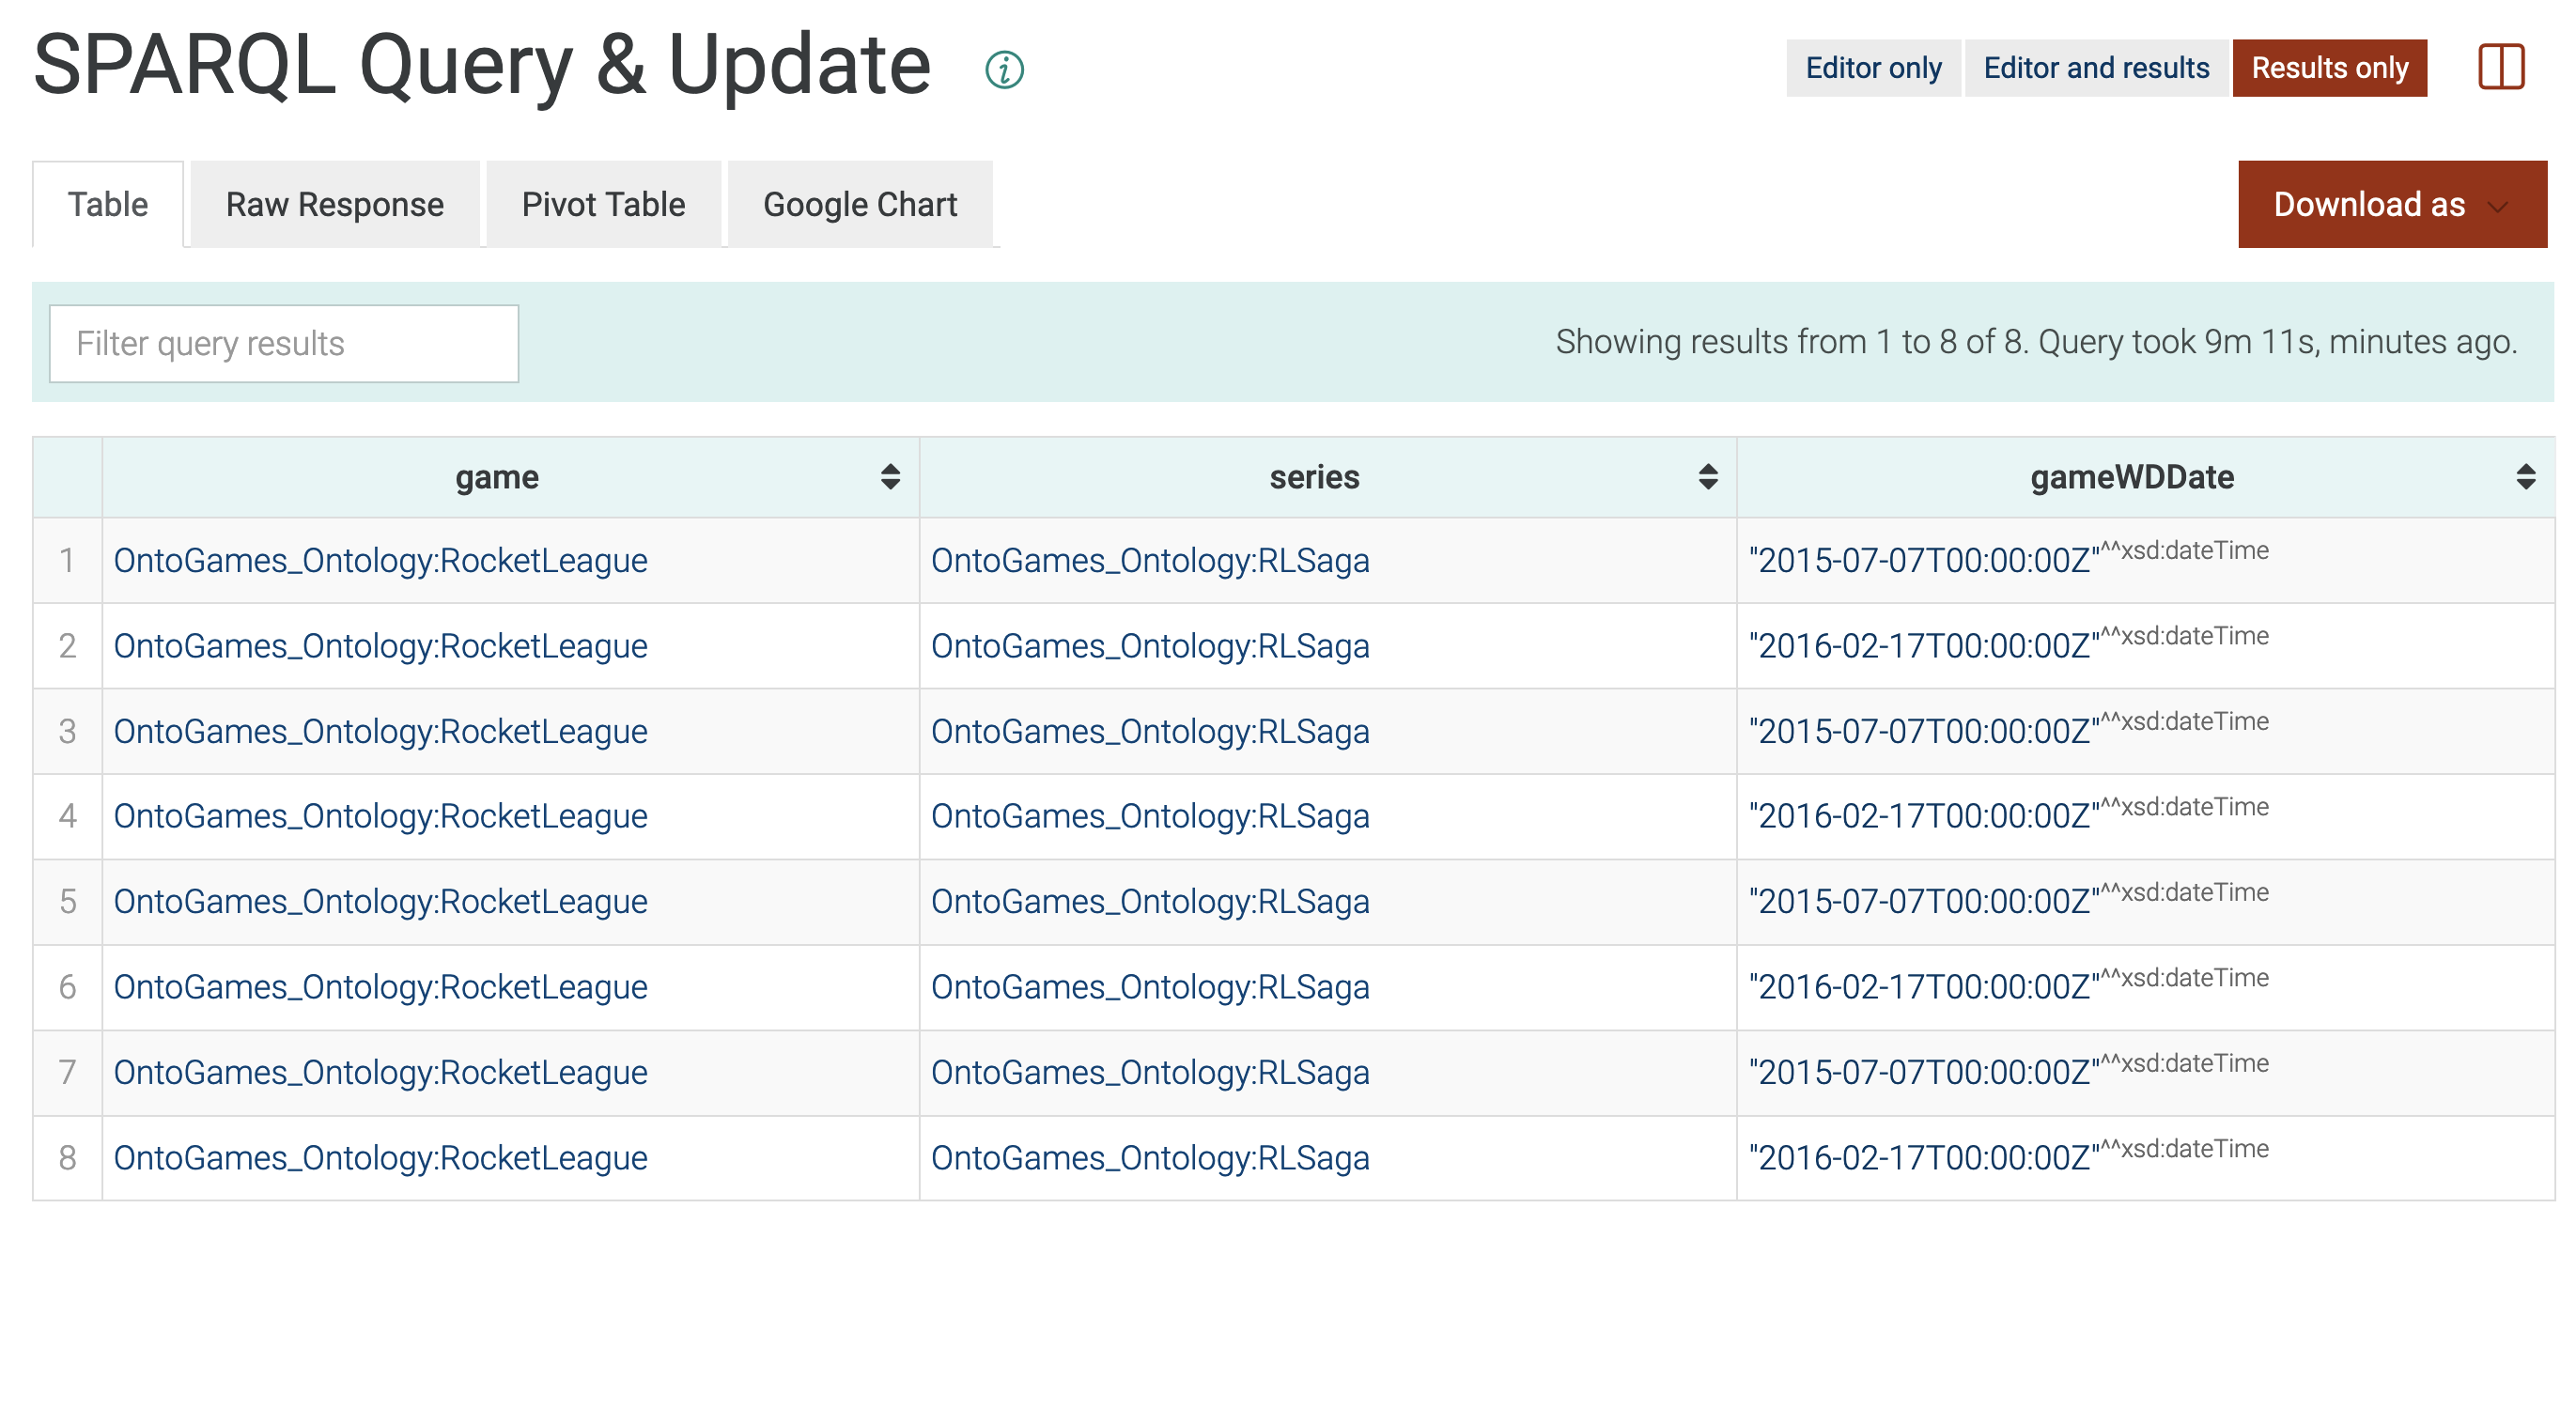 SPARQL Query & Update
Editor only Editor and results Results only
Table Raw Response Pivot Table Google Chart Download as
Filter query results Showing results from 1 to 8 of 8. Query took 9m 11s, minutes ago.
game series gameWDDate
1 OntoGames_Ontology:RocketLeague OntoGames_Ontology:RLSaga "2015-07-07T00:00:00Z"^^xsd:dateTime
2 OntoGames_Ontology:RocketLeague OntoGames_Ontology:RLSaga "2016-02-17T00:00:00Z"^^xsd:dateTime
3 OntoGames_Ontology:RocketLeague OntoGames_Ontology:RLSaga "2015-07-07T00:00:00Z"^^xsd:dateTime
4 OntoGames_Ontology:RocketLeague OntoGames_Ontology:RLSaga "2016-02-17T00:00:00Z"^^xsd:dateTime
5 OntoGames_Ontology:RocketLeague OntoGames_Ontology:RLSaga "2015-07-07T00:00:00Z"^^xsd:dateTime
6 OntoGames_Ontology:RocketLeague OntoGames_Ontology:RLSaga "2016-02-17T00:00:00Z"^^xsd:dateTime
7 OntoGames_Ontology:RocketLeague OntoGames_Ontology:RLSaga "2015-07-07T00:00:00Z"^^xsd:dateTime
8 OntoGames_Ontology:RocketLeague OntoGames_Ontology:RLSaga "2016-02-17T00:00:00Z"^^xsd:dateTime